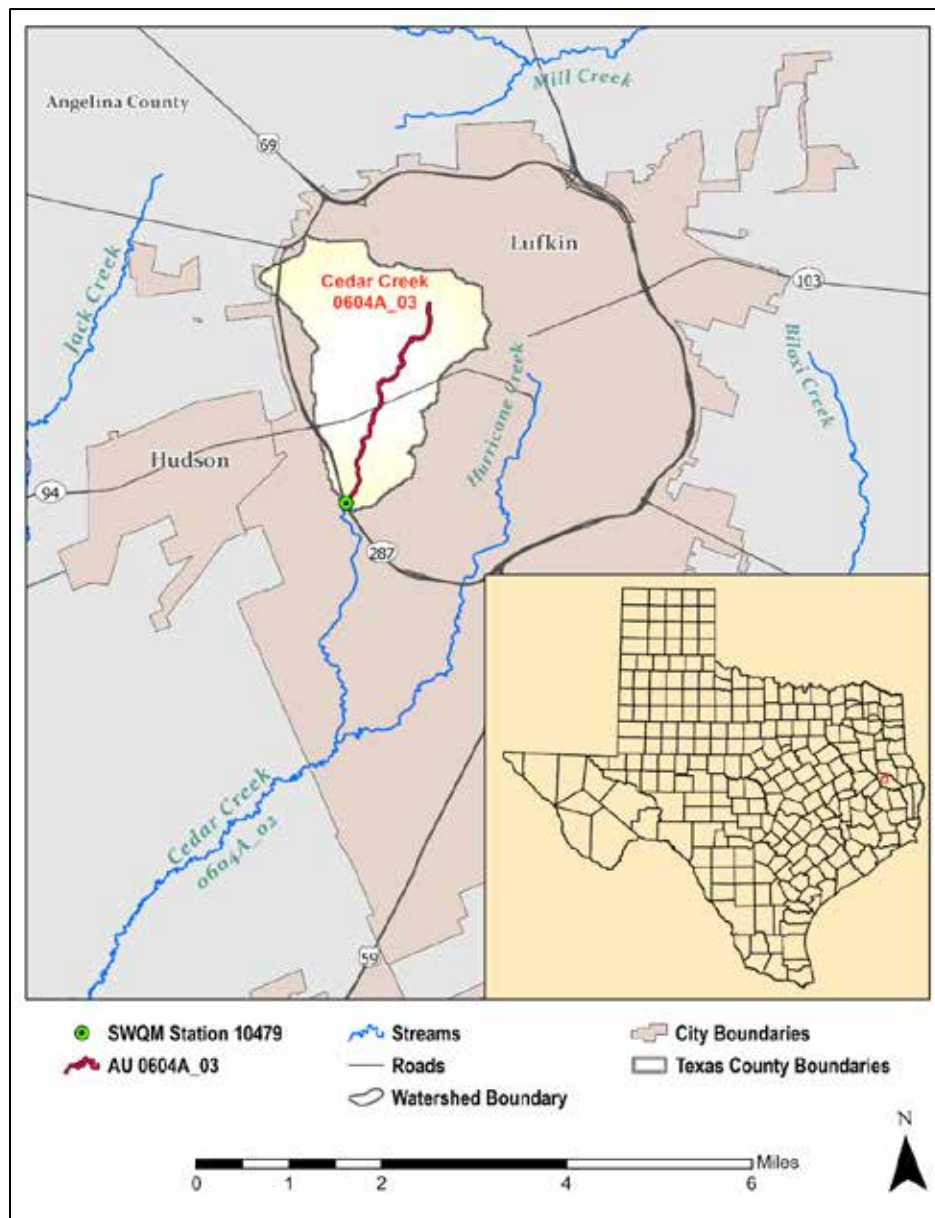 Mill Creek
Angelina County
69
Lufkin
Cedar Creek
0604A_03
103
Jack Creek
Biloxi Creek
Hurricane Creek
Hudson
94
287
Cedar Creek
0604A_02
59
SWQM Station 10479
Streams
City Boundaries
AU 0604A_03
Roads
Texas County Boundaries
Watershed Boundary
N
Miles
0 1 2 4 6